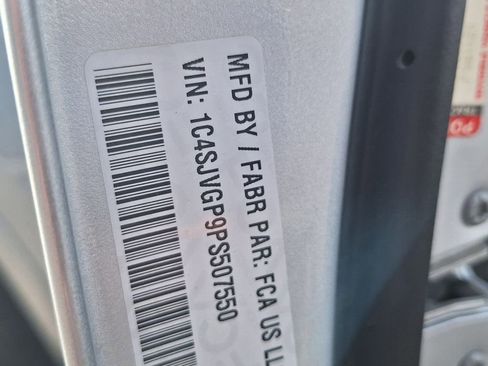 MFD BY / FABR PAR: FCA US LL
VIN: 1C4SJVGP9PS507550